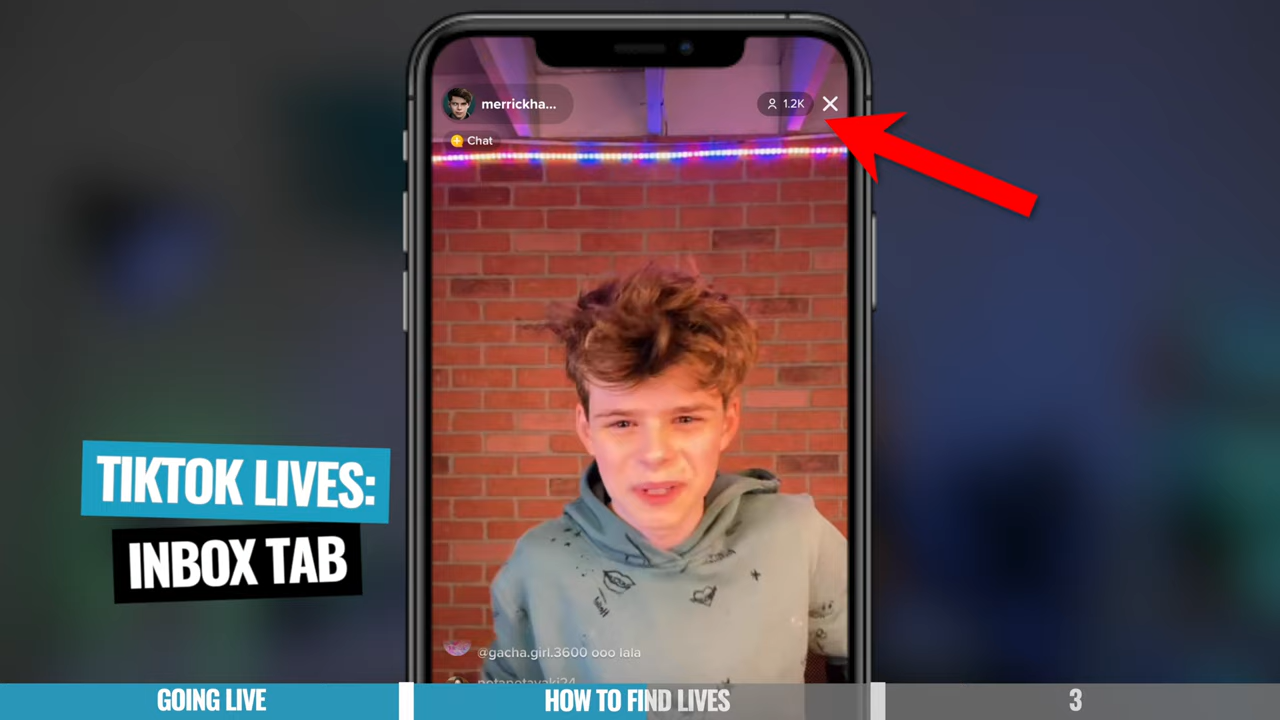 merrickha...
1.2K
Chat
TIKTOK LIVES:
INBOX TAB
@gacha.girl.3600 ooo lala
GOING LIVE
HOW TO FIND LIVES
3